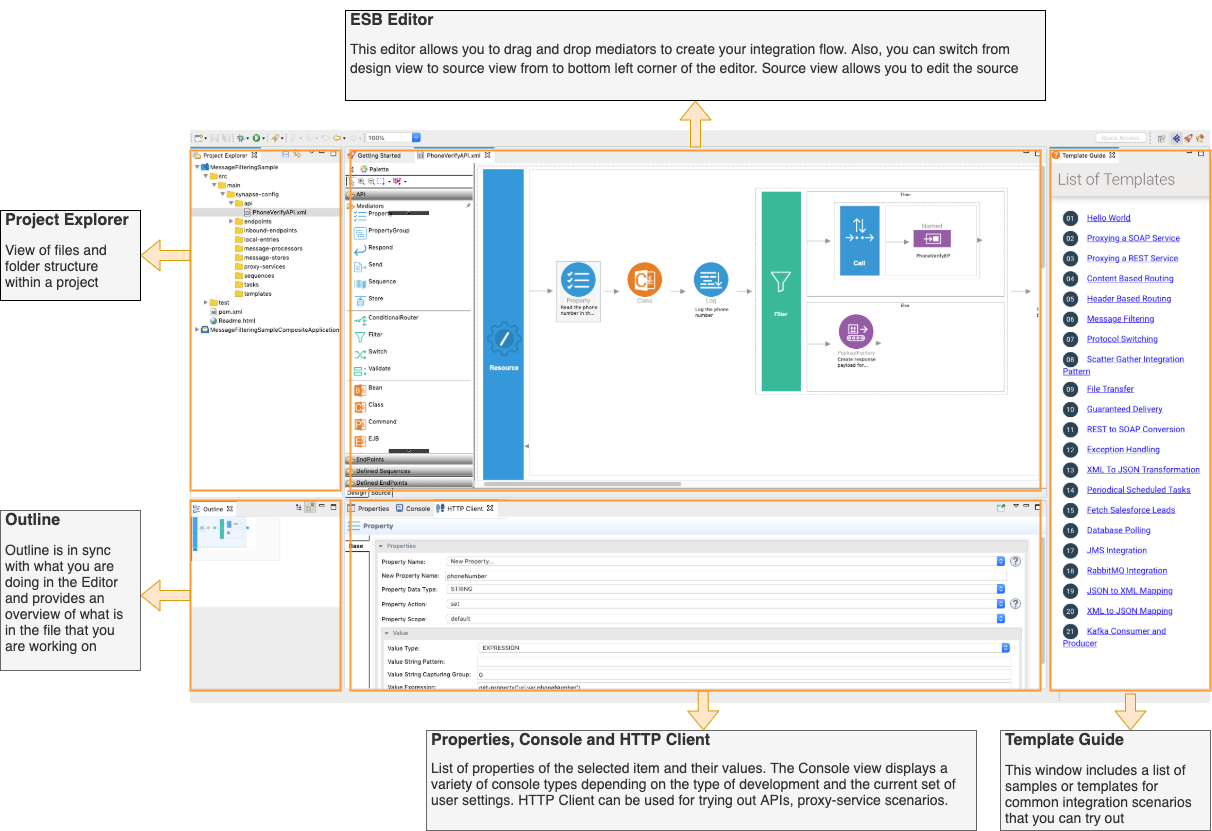 ESB Editor
This editor allows you to drag and drop mediators to create your integration flow. Also, you can switch from
design view to source view from to bottom left corner of the editor. Source view allows you to edit the source
100%
Quick Access
Project Explorer
MessageFilteringSample
src
main
synapse-config
api
PhoneVerifyAPI.xml
endpoints
inbound-endpoints
local-entries
message-processors
message-stores
proxy-services
sequences
tasks
templates
test
pom.xml
Readme.html
MessageFilteringSampleCompositeApplication
Project Explorer
View of files and
folder structure
within a project
Getting Started
PhoneVerifyAPI.xml
Palette
API
Mediators
Property
PropertyGroup
Respond
Send
Sequence
Store
ConditionalRouter
Filter
Switch
Validate
Bean
Class
Command
EJB
EndPoints
Defined Sequences
Defined EndPoints
Design
Source
Resource
Property
Read the phone
number in th...
Class
Log
Log the phone
number
Filter
Then
Call
Named
PhoneVerifyEP
Else
PayloadFactory
Create response
payload for...
Template Guide
List of Templates
01 Hello World
02 Proxying a SOAP Service
03 Proxying a REST Service
04 Content Based Routing
05 Header Based Routing
06 Message Filtering
07 Protocol Switching
08 Scatter Gather Integration
Pattern
09 File Transfer
10 Guaranteed Delivery
11 REST to SOAP Conversion
12 Exception Handling
13 XML To JSON Transformation
14 Periodical Scheduled Tasks
15 Fetch Salesforce Leads
16 Database Polling
17 JMS Integration
18 RabbitMQ Integration
19 JSON to XML Mapping
20 XML to JSON Mapping
21 Kafka Consumer and
Producer
Outline
Outline
Outline is in sync
with what you are
doing in the Editor
and provides an
overview of what is
in the file that you
are working on
Properties
Console
HTTP Client
Property
Base
Properties
Property Name: New Property...
New Property Name: phoneNumber
Property Data Type: STRING
Property Action: set
Property Scope: default
Value
Value Type: EXPRESSION
Value String Pattern:
Value String Capturing Group: 0
Value Expression: get-property('uri.var.phoneNumber')
Properties, Console and HTTP Client
List of properties of the selected item and their values. The Console view displays a
variety of console types depending on the type of development and the current set of
user settings. HTTP Client can be used for trying out APIs, proxy-service scenarios.
Template Guide
This window includes a list of
samples or templates for
common integration scenarios
that you can try out